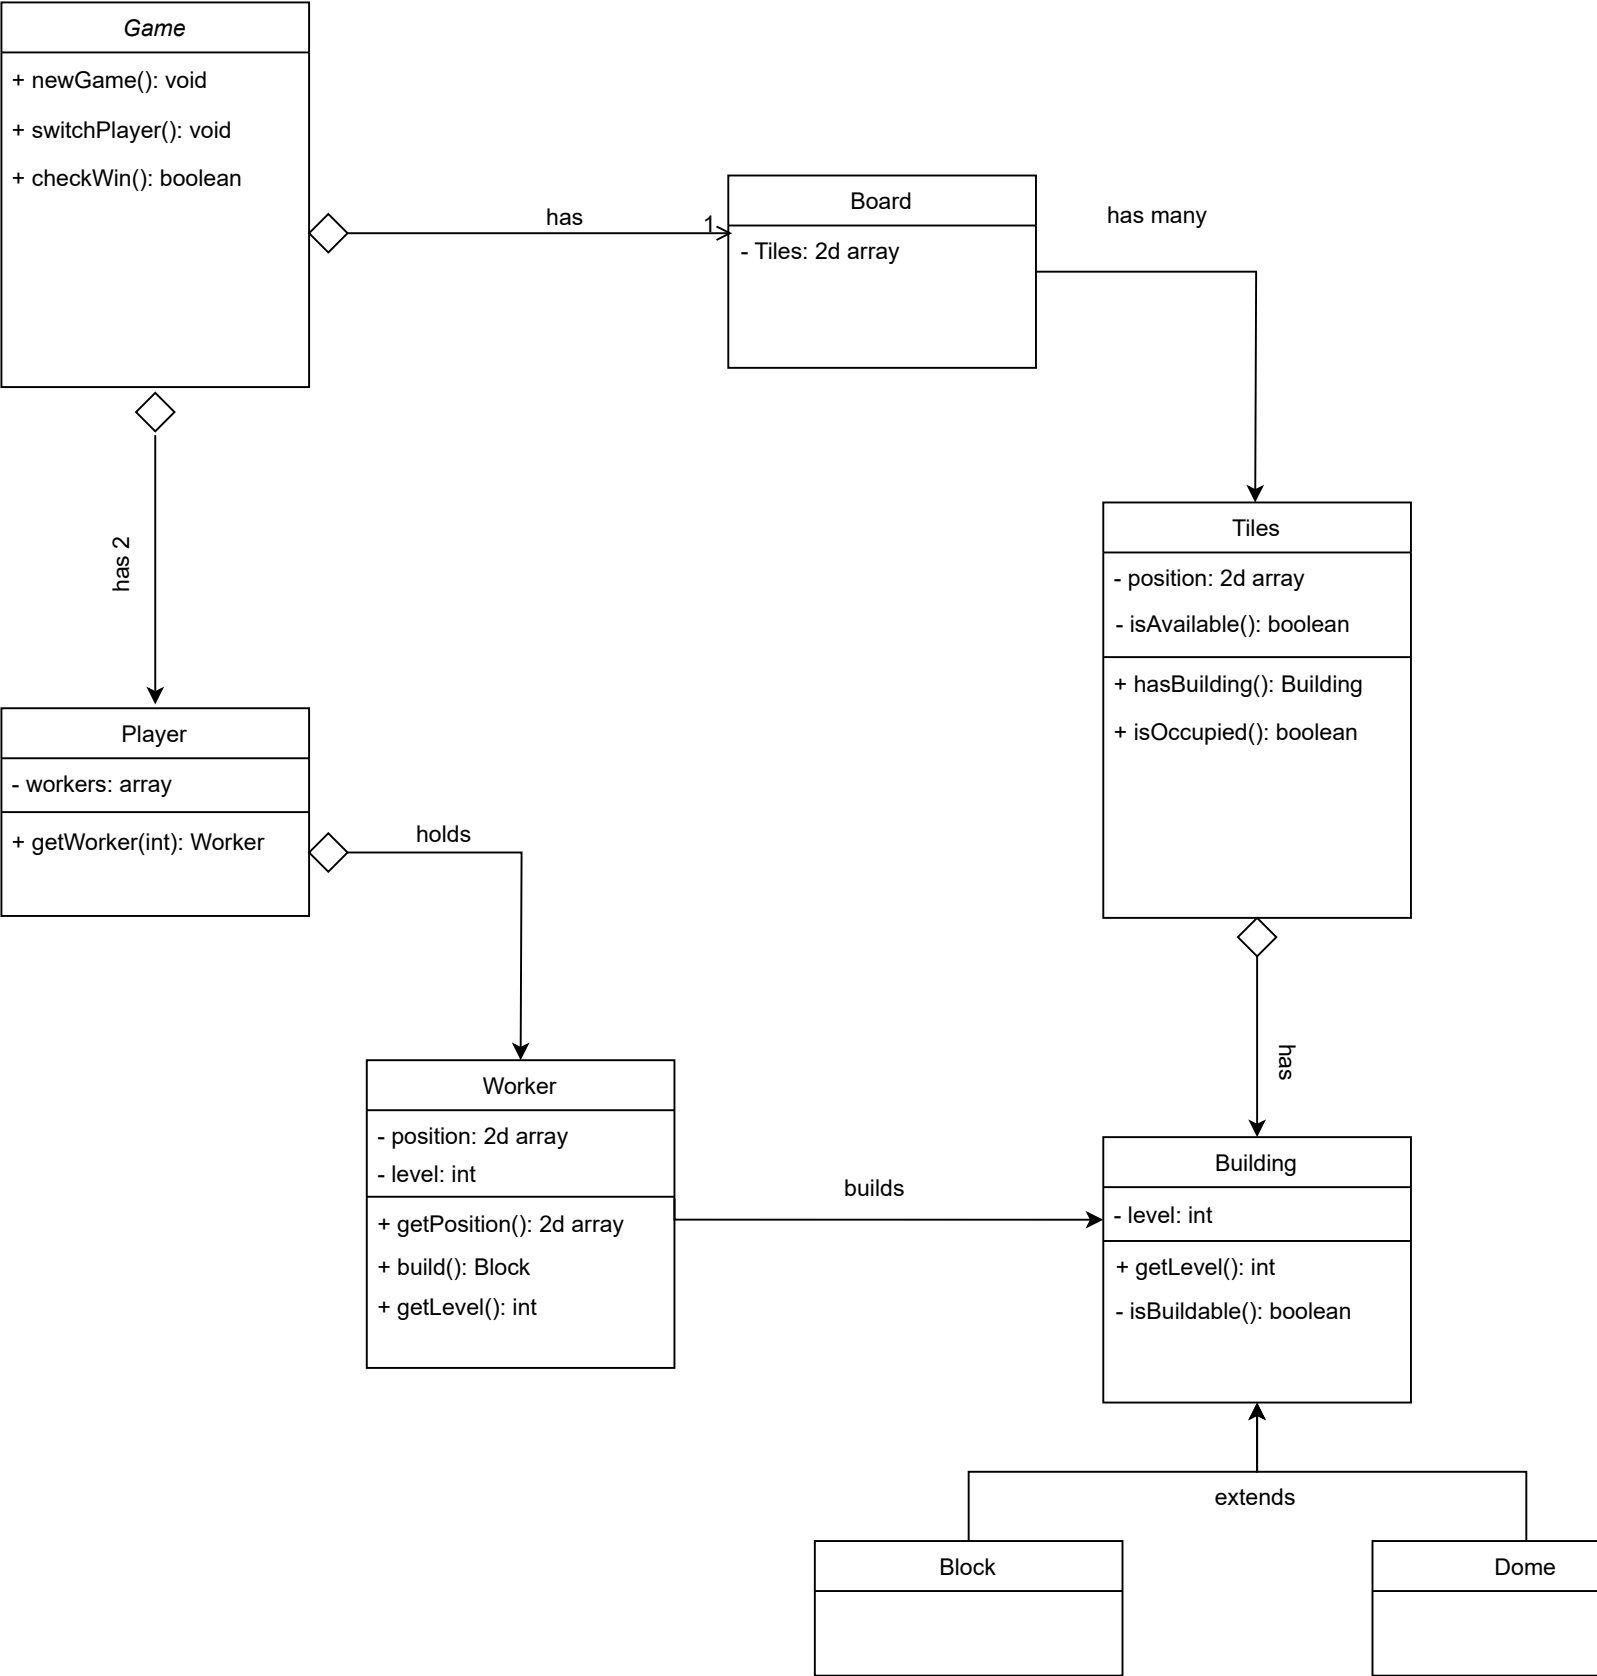 Game
+ newGame(): void
+ switchPlayer(): void
+ checkWin(): boolean
has
1
Board
- Tiles: 2d array
has many
has 2
Tiles
- position: 2d array
- isAvailable(): boolean
+ hasBuilding(): Building
+ isOccupied(): boolean
Player
- workers: array
+ getWorker(int): Worker
holds
has
Worker
- position: 2d array
- level: int
+ getPosition(): 2d array
+ build(): Block
+ getLevel(): int
builds
Building
- level: int
+ getLevel(): int
- isBuildable(): boolean
extends
Block
Dome